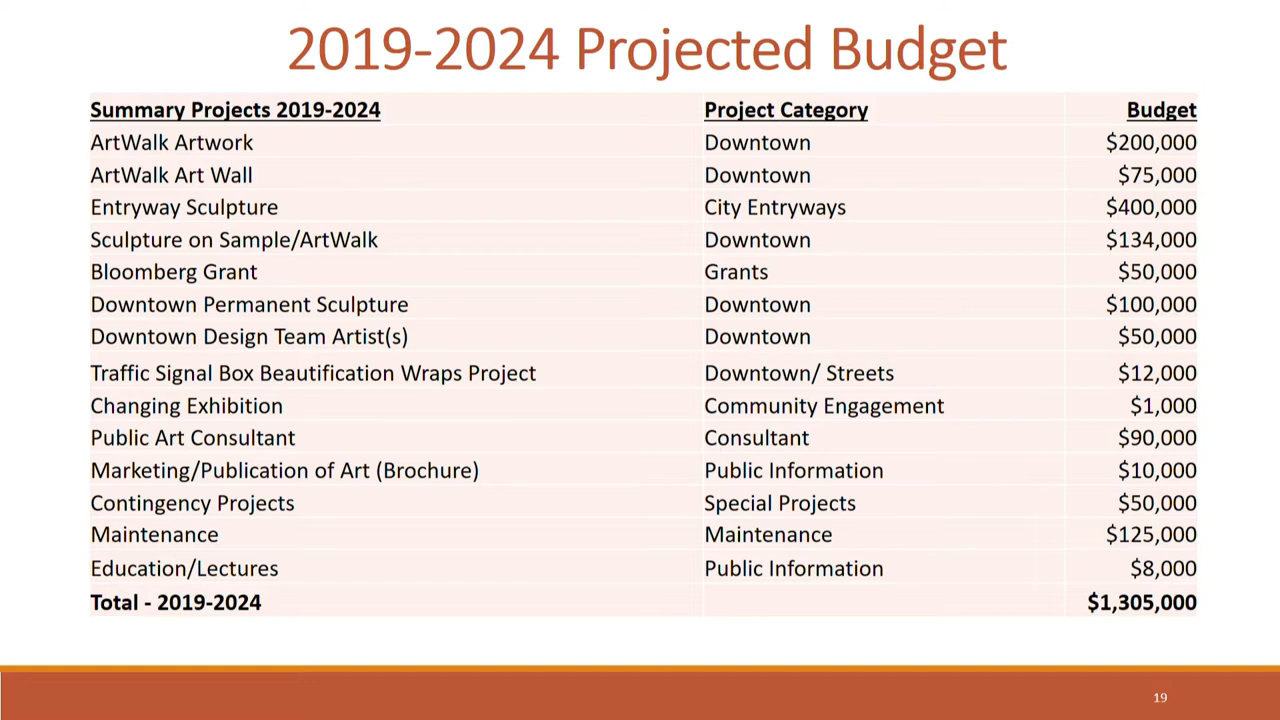 2019-2024 Projected Budget
Summary Projects 2019-2024 Project Category Budget
ArtWalk Artwork Downtown $200,000
ArtWalk Art Wall Downtown $75,000
Entryway Sculpture City Entryways $400,000
Sculpture on Sample/ArtWalk Downtown $134,000
Bloomberg Grant Grants $50,000
Downtown Permanent Sculpture Downtown $100,000
Downtown Design Team Artist(s) Downtown $50,000
Traffic Signal Box Beautification Wraps Project Downtown/ Streets $12,000
Changing Exhibition Community Engagement $1,000
Public Art Consultant Consultant $90,000
Marketing/Publication of Art (Brochure) Public Information $10,000
Contingency Projects Special Projects $50,000
Maintenance Maintenance $125,000
Education/Lectures Public Information $8,000
Total - 2019-2024 $1,305,000
19